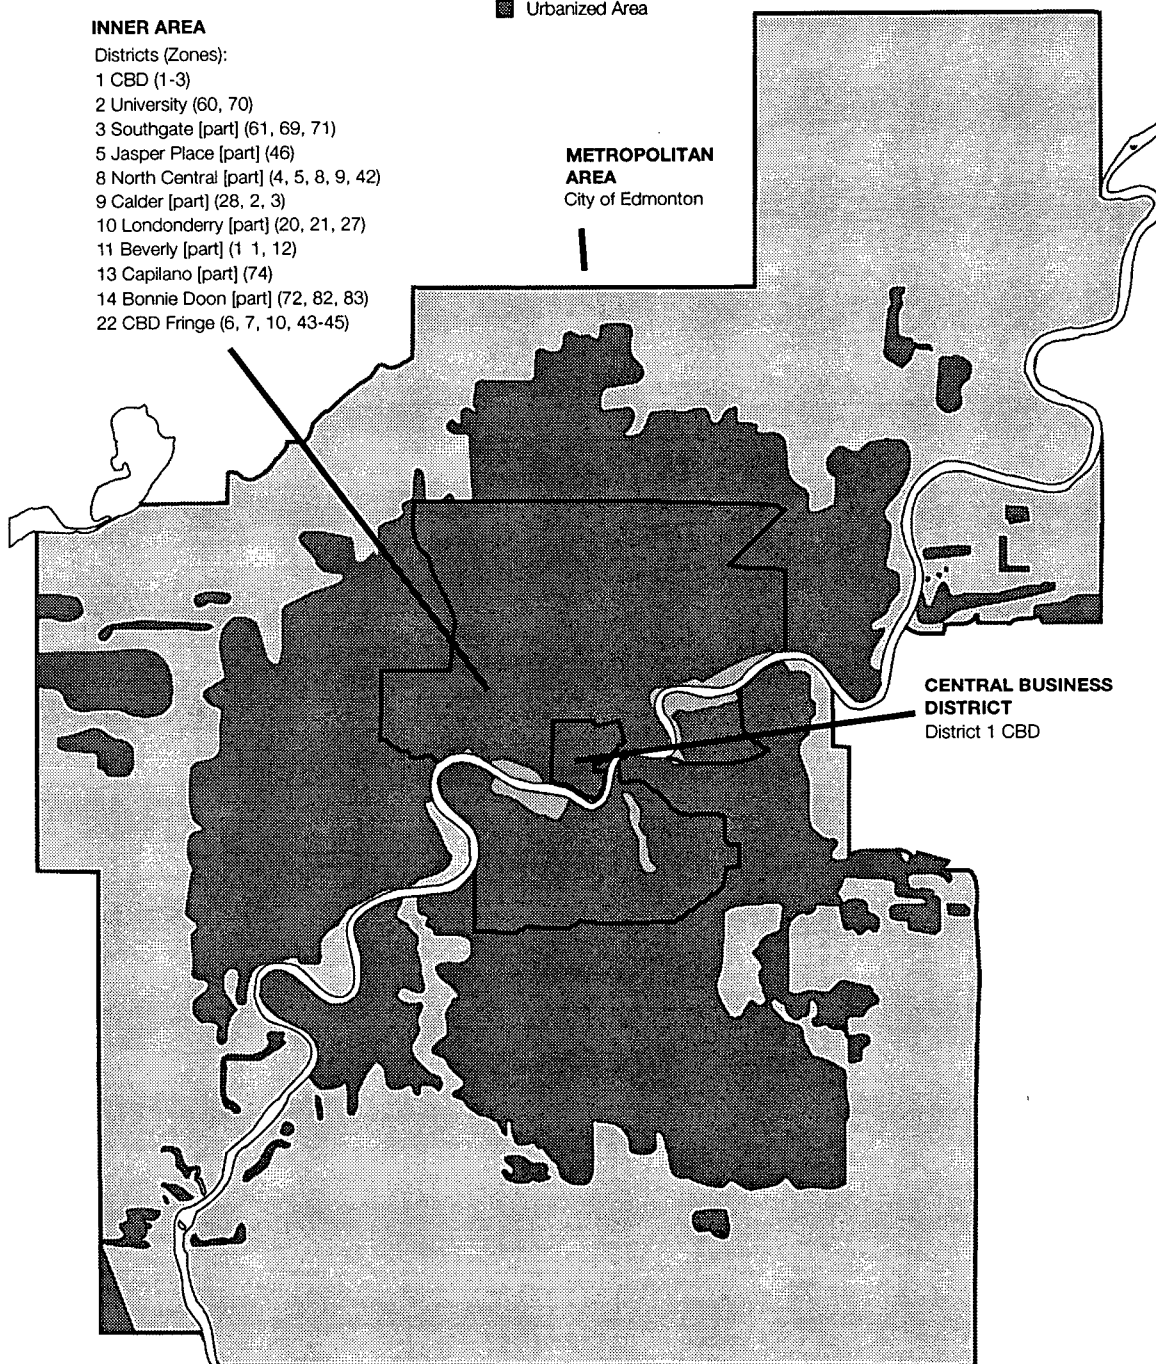 Urbanized Area
INNER AREA
Districts (Zones):
1 CBD (1-3)
2 University (60, 70)
3 Southgate [part] (61, 69, 71)
5 Jasper Place [part] (46)
8 North Central [part] (4, 5, 8, 9, 42)
9 Calder [part] (28, 2, 3)
10 Londonderry [part] (20, 21, 27)
11 Beverly [part] (1 1, 12)
13 Capilano [part] (74)
14 Bonnie Doon [part] (72, 82, 83)
22 CBD Fringe (6, 7, 10, 43-45)
METROPOLITAN
AREA
City of Edmonton
CENTRAL BUSINESS
DISTRICT
District 1 CBD